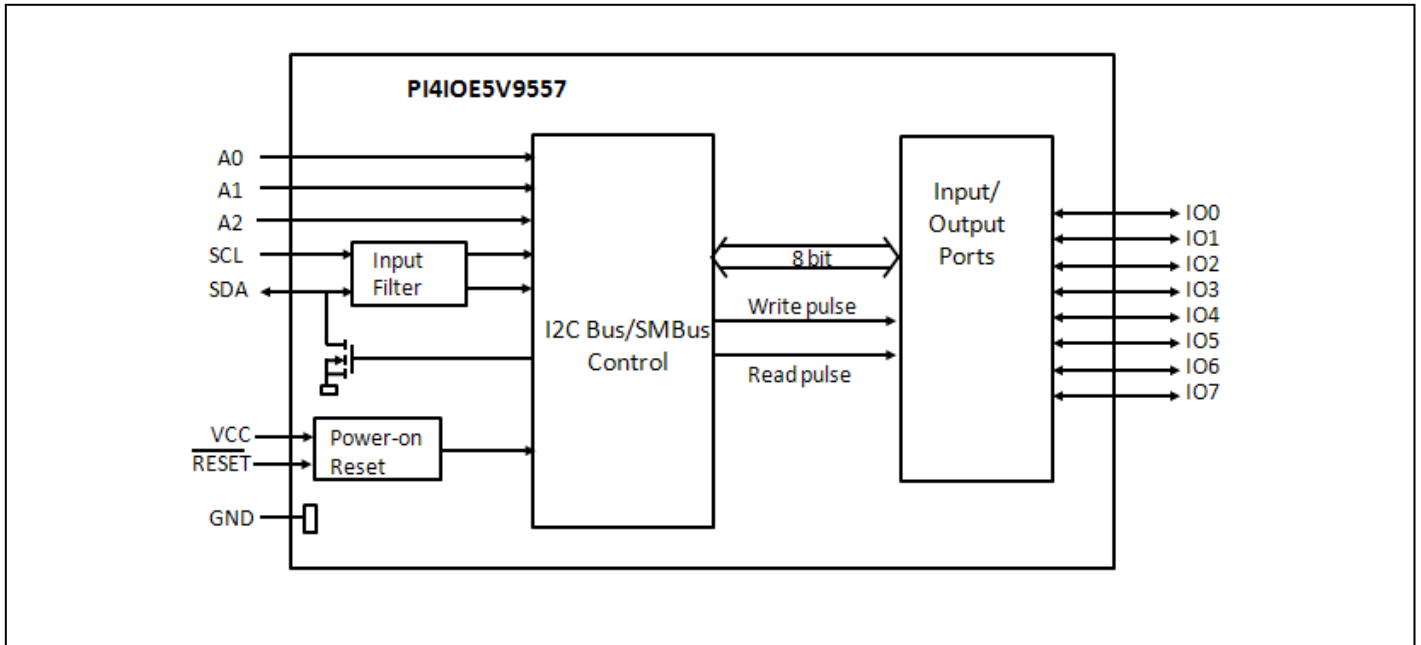 PI4IOE5V9557
A0
A1
A2
SCL
SDA
Input
Filter
VCC
RESET
Power-on
Reset
GND
I2C Bus/SMBus
Control
8 bit
Write pulse
Read pulse
Input/
Output
Ports
IO0
IO1
IO2
IO3
IO4
IO5
IO6
IO7